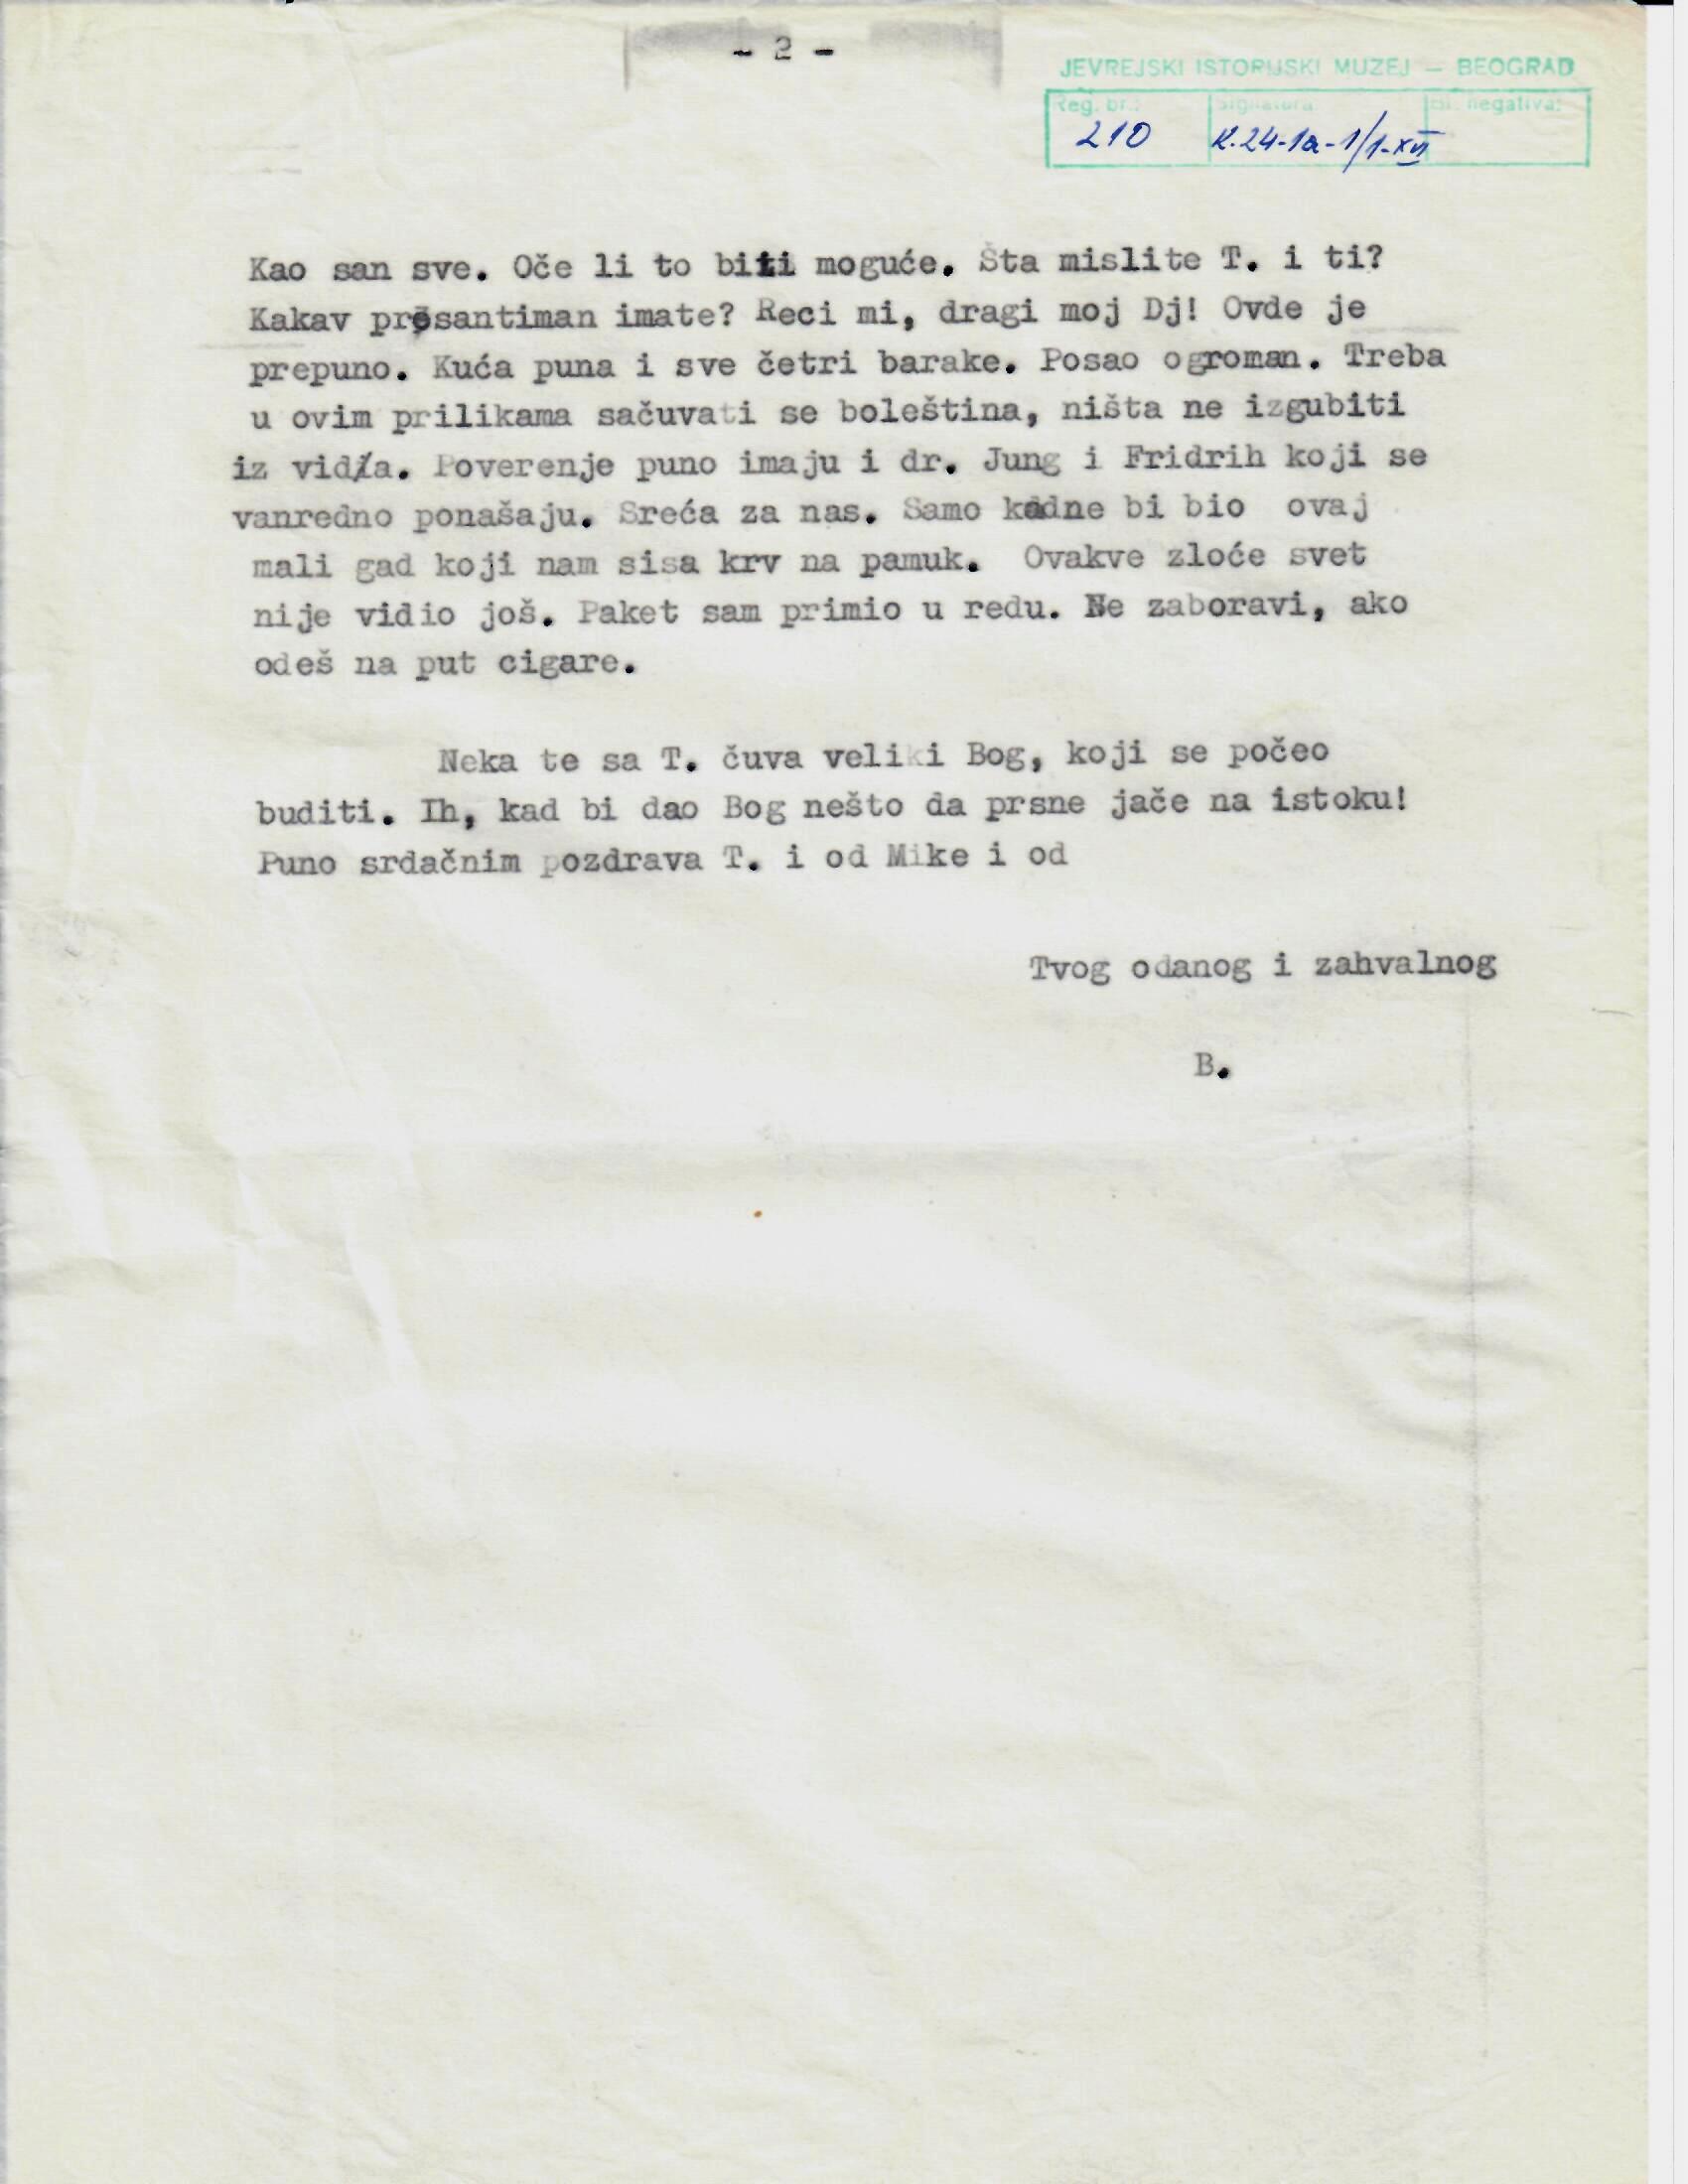 - 2 -
JEVREJSKI ISTORIJSKI MUZEJ — BEOGRAD
Reg. br.: Signatura Br. negativa:
210 K.24-1a-1/1-XVI
Kao san sve. Oče li to biti moguće. Šta mislite T. i ti?
Kakav presantiman imate? Reci mi, dragi moj Dj! Ovde je
prepuno. Kuća puna i sve četri barake. Posao ogroman. Treba
u ovim prilikama sačuvati se boleština, ništa ne izgubiti
iz vida. Poverenje puno imaju i dr. Jung i Fridrih koji se
vanredno ponašaju. Sreća za nas. Samo kadne bi bio ovaj
mali gad koji nam sisa krv na pamuk. Ovakve zloće svet
nije vidio još. Paket sam primio u redu. Ne zaboravi, ako
odeš na put cigare.
Neka te sa T. čuva veliki Bog, koji se počeo
buditi. Ih, kad bi dao Bog nešto da prsne jače na istoku!
Puno srdačnim pozdrava T. i od Mike i od
Tvog odanog i zahvalnog
B.